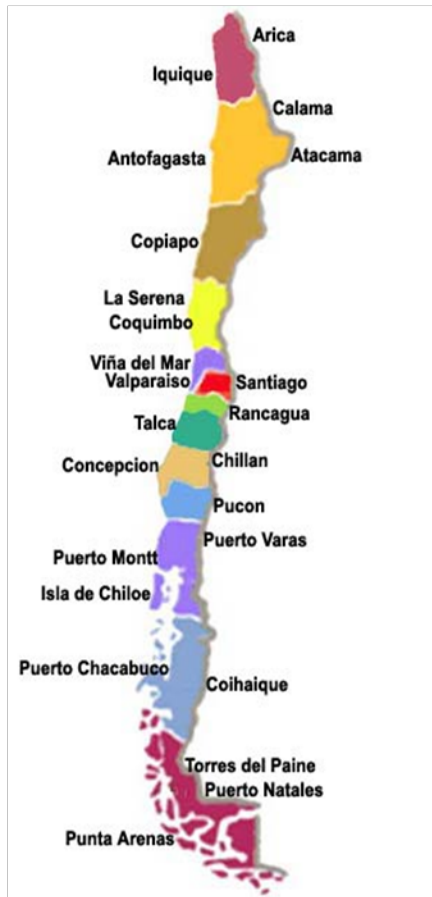 Arica
Iquique
Calama
Antofagasta
Atacama
Copiapo
La Serena
Coquimbo
Viña del Mar
Valparaiso
Santiago
Rancagua
Talca
Concepcion
Chillan
Pucon
Puerto Varas
Puerto Montt
Isla de Chiloe
Puerto Chacabuco
Coihaique
Torres del Paine
Puerto Natales
Punta Arenas